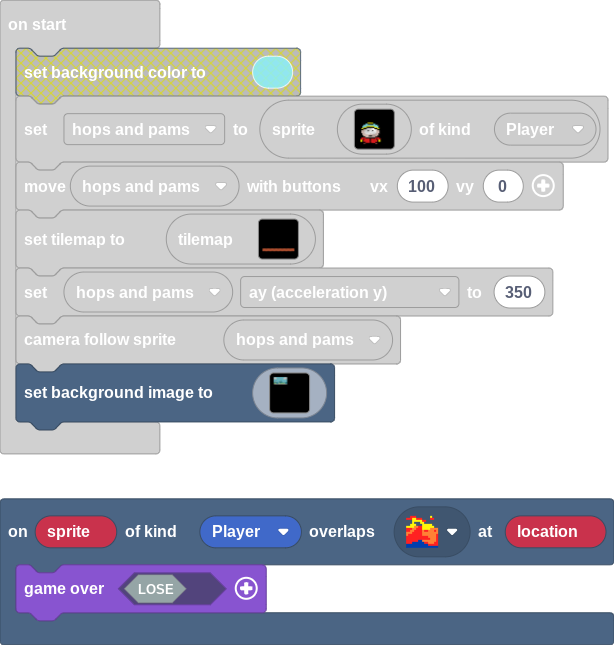 on start
set background color to
set hops and pams to sprite of kind Player
move hops and pams with buttons vx 100 vy 0
set tilemap to tilemap
set hops and pams ay (acceleration y) to 350
camera follow sprite hops and pams
set background image to
on sprite of kind Player overlaps at location
game over LOSE